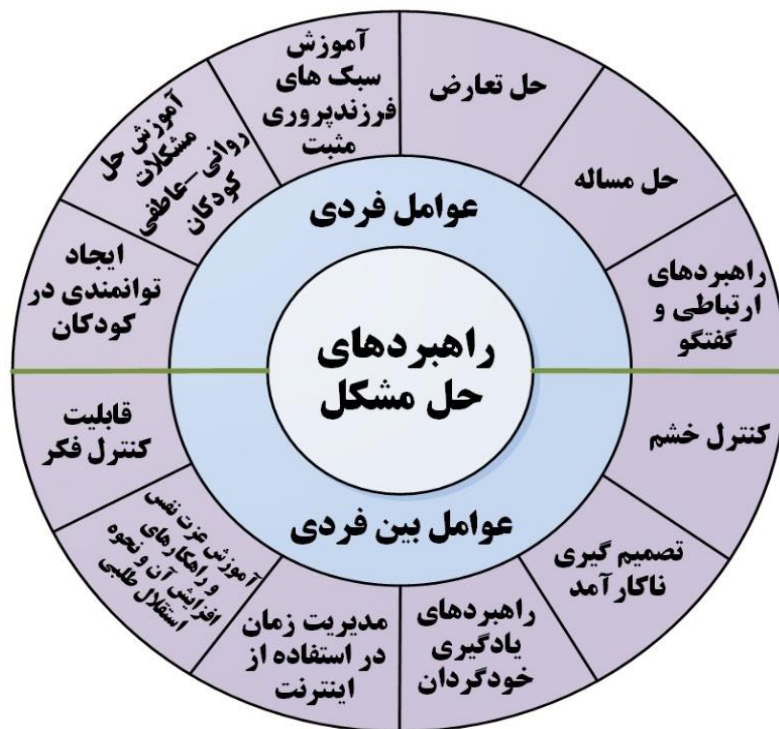 راهبردهای
حل مشکل
عوامل فردی
حل تعارض
حل مساله
راهبردهای
ارتباطی و
گفتگو
آموزش
سبک های
فرزندپروری
مثبت
آموزش حل
مشکلات
روانی-عاطفی
کودکان
ایجاد
توانمندی در
کودکان
عوامل بین فردی
کنترل خشم
تصمیم گیری
ناکارآمد
راهبردهای
یادگیری
خودگردان
مدیریت زمان
در استفاده از
اینترنت
آموزش عزت نفس
و راهکارهای
افزایش آن و نحوه
استقلال طلبی
قابلیت
کنترل فکر